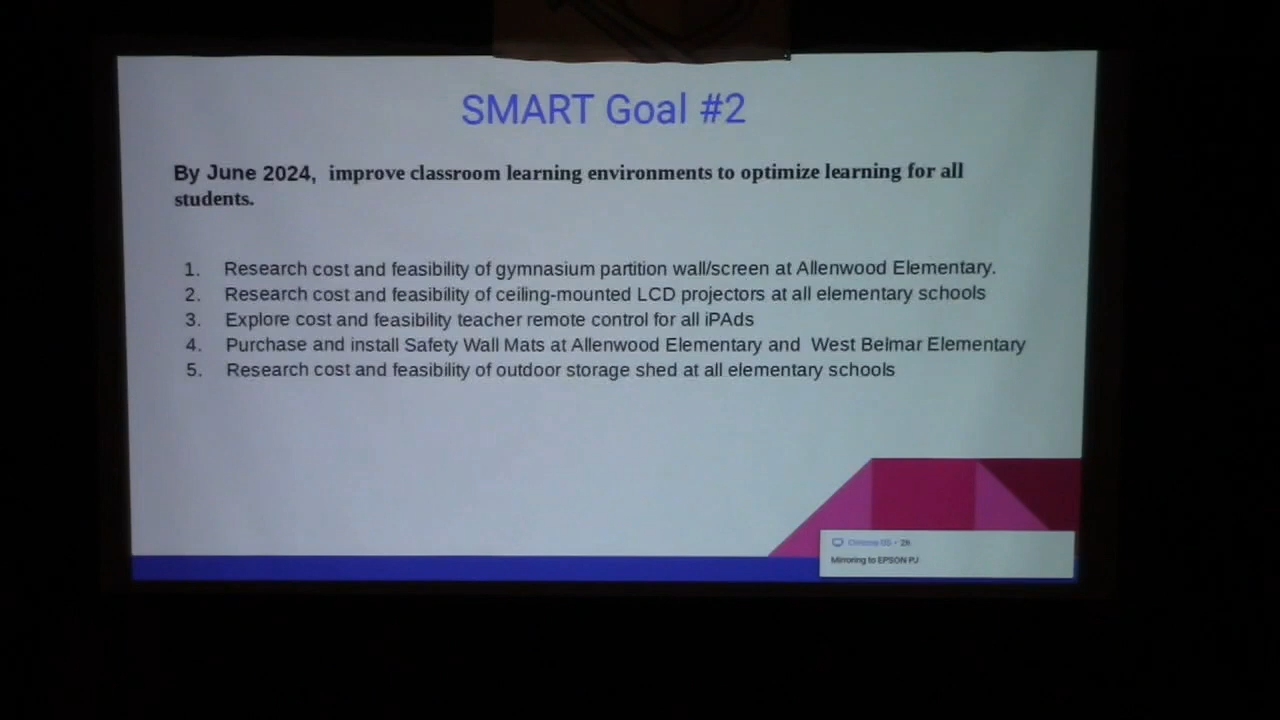 SMART Goal #2
By June 2024, improve classroom learning environments to optimize learning for all
students.
1. Research cost and feasibility of gymnasium partition wall/screen at Allenwood Elementary.
2. Research cost and feasibility of ceiling-mounted LCD projectors at all elementary schools
3. Explore cost and feasibility teacher remote control for all iPAds
4. Purchase and install Safety Wall Mats at Allenwood Elementary and West Belmar Elementary
5. Research cost and feasibility of outdoor storage shed at all elementary schools
Chrome OS • 2h
Mirroring to EPSON PJ